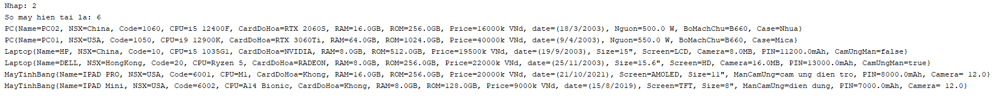 Nhap: 2
So may hien tai la: 6
PC{Name=PC02, NSX=China, Code=1060, CPU=i5 12400F, CardDoHoa=RTX 2060S, RAM=16.0GB, ROM=256.0GB, Price=16000k VNd, date=(18/3/2003), Nguon=500.0 W, BoMachChu=B660, Case=Nhua}
PC{Name=PC01, NSX=USA, Code=1050, CPU=i9 12900K, CardDoHoa=RTX 3060Ti, RAM=64.0GB, ROM=1024.0GB, Price=40000k VNd, date=(9/4/2003), Nguon=550.0 W, BoMachChu=B660, Case=Mica}
Laptop{Name=HP, NSX=China, Code=10, CPU=i5 1035G1, CardDoHoa=NVIDIA, RAM=8.0GB, ROM=512.0GB, Price=19500k VNd, date=(19/9/2003), Size=15", Screen=LCD, Camera=8.0MB, PIN=11200.0mAh, CamUngMan=false}
Laptop{Name=DELL, NSX=HongKong, Code=20, CPU=Ryzen 5, CardDoHoa=RADEON, RAM=8.0GB, ROM=256.0GB, Price=22000k VNd, date=(25/11/2003), Size=15.6", Screen=HD, Camera=16.0MB, PIN=13000.0mAh, CamUngMan=true}
MayTinhBang{Name=IPAD PRO, NSX=USA, Code=6001, CPU=M1, CardDoHoa=Khong, RAM=16.0GB, ROM=256.0GB, Price=20000k VNd, date=(21/10/2021), Screen=AMOLED, Size=11", ManCamUng=cam ung dien tro, PIN=8000.0mAh, Camera= 12.0}
MayTinhBang{Name=IPAD Mini, NSX=USA, Code=6002, CPU=A14 Bionic, CardDoHoa=Khong, RAM=8.0GB, ROM=128.0GB, Price=9000k VNd, date=(15/8/2019), Screen=TFT, Size=8", ManCamUng=dien dung, PIN=7000.0mAh, Camera= 12.0}